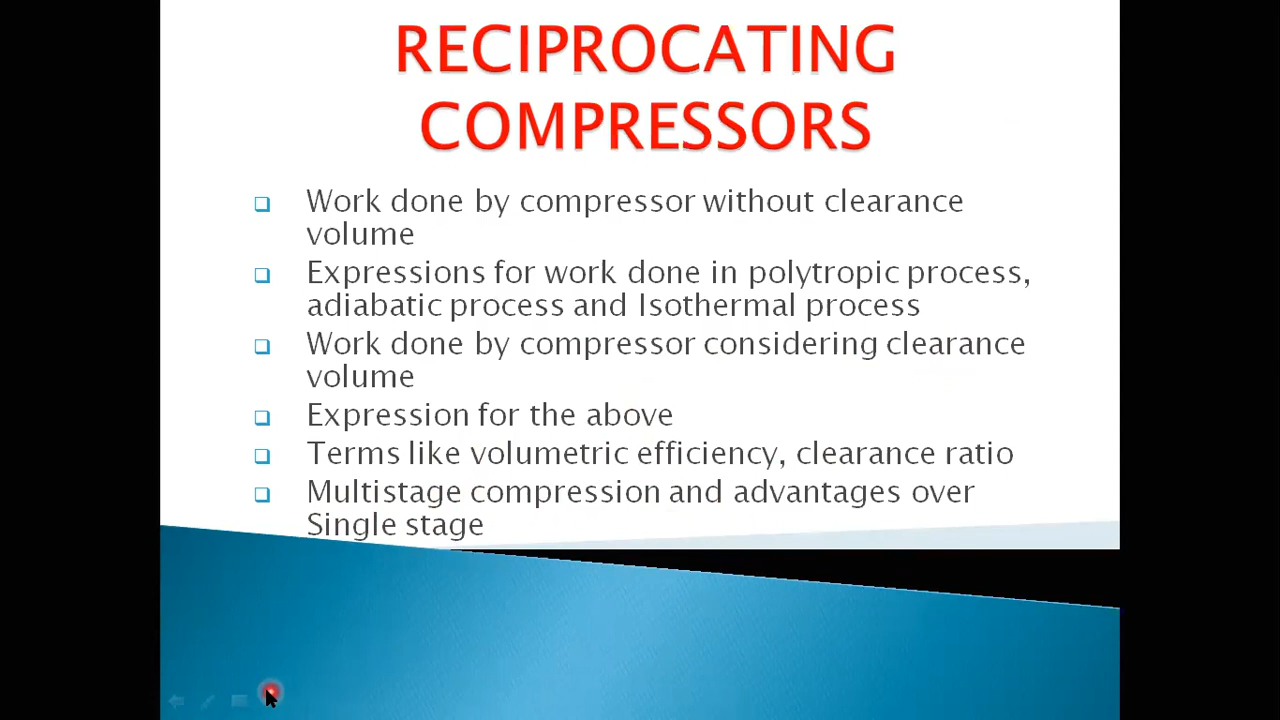 RECIPROCATING
COMPRESSORS
Work done by compressor without clearance
volume
Expressions for work done in polytropic process,
adiabatic process and Isothermal process
Work done by compressor considering clearance
volume
Expression for the above
Terms like volumetric efficiency, clearance ratio
Multistage compression and advantages over
Single stage